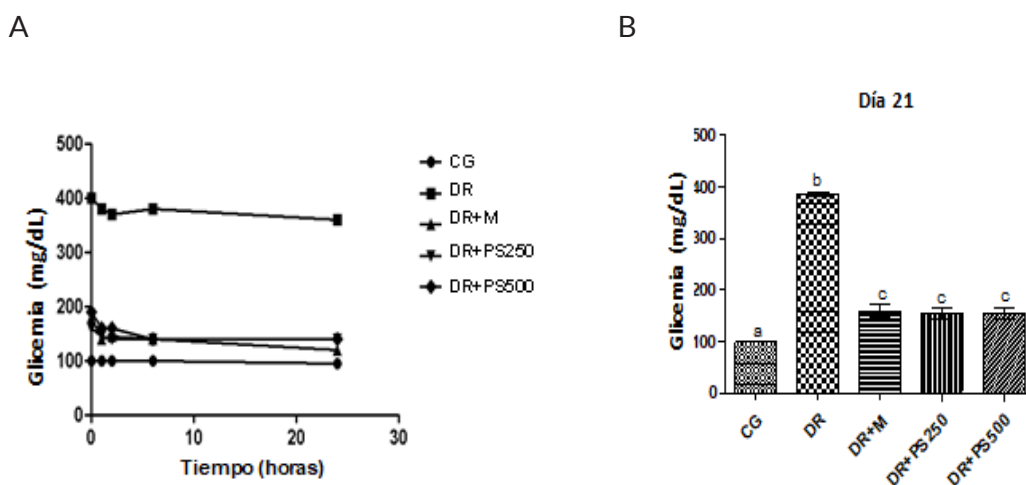 A
B
500
400
300
200
100
0
Glicemia (mg/dL)
0
10
20
30
Tiempo (horas)
CG
DR
DR+M
DR+PS250
DR+PS500
Día 21
500
400
300
200
100
0
Glicemia (mg/dL)
a
b
c
c
c
CG
DR
DR+M
DR+PS250
DR+PS500